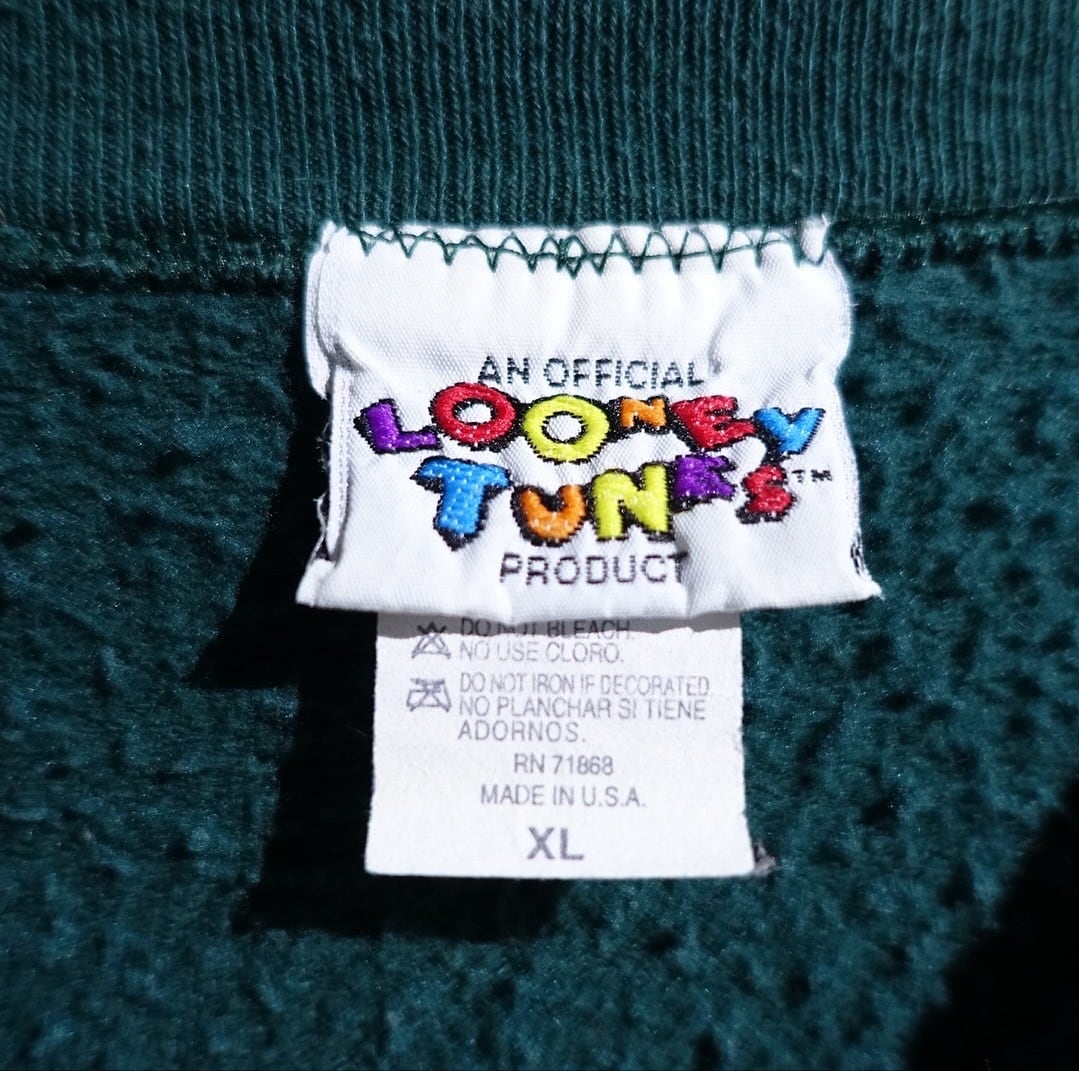 AN OFFICIAL
LOONEY
TUNES™
PRODUCT
DO NOT BLEACH.
NO USE CLORO.
DO NOT IRON IF DECORATED.
NO PLANCHAR SI TIENE
ADORNOS.
RN 71868
MADE IN U.S.A.
XL